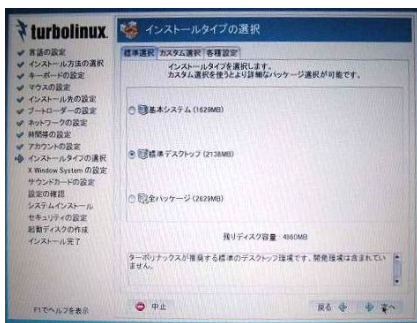 turbolinux.
言語の設定
インストール方法の選択
キーボードの設定
マウスの設定
インストール先の設定
ブートローダーの設定
ネットワークの設定
時間帯の設定
アカウントの設定
インストールタイプの選択
X Window System の設定
サウンドカードの設定
設定の確認
システムインストール
セキュリティの設定
起動ディスクの作成
インストール完了
F1でヘルプを表示
インストールタイプの選択
標準選択 カスタム選択 各種設定
インストールタイプを選択します。
カスタム選択を使うとより詳細なパッケージ選択が可能です。
基本システム (1629MB)
標準デスクトップ (2138MB)
全パッケージ (2629MB)
残りディスク容量: 4980MB
ターボリナックスが推奨する標準のデスクトップ環境です。開発環境は含まれてい
ません。
中止
戻る
次へ